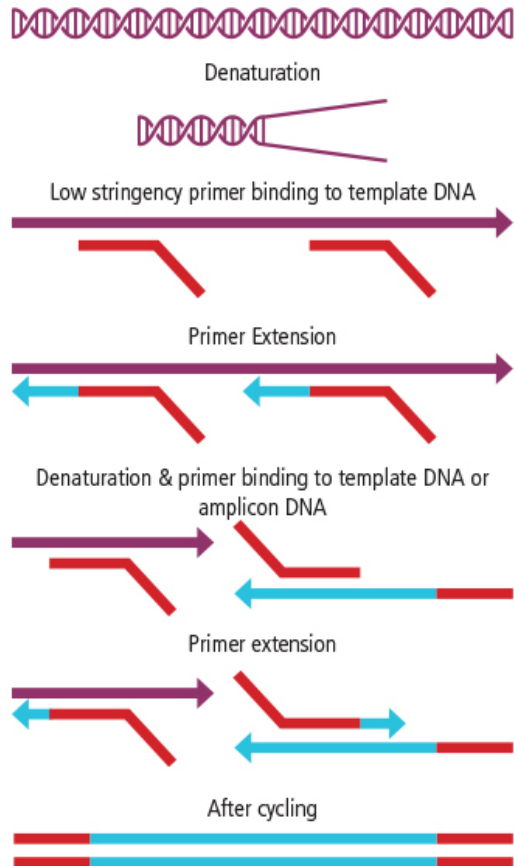 Denaturation
Low stringency primer binding to template DNA
Primer Extension
Denaturation & primer binding to template DNA or
amplicon DNA
Primer extension
After cycling